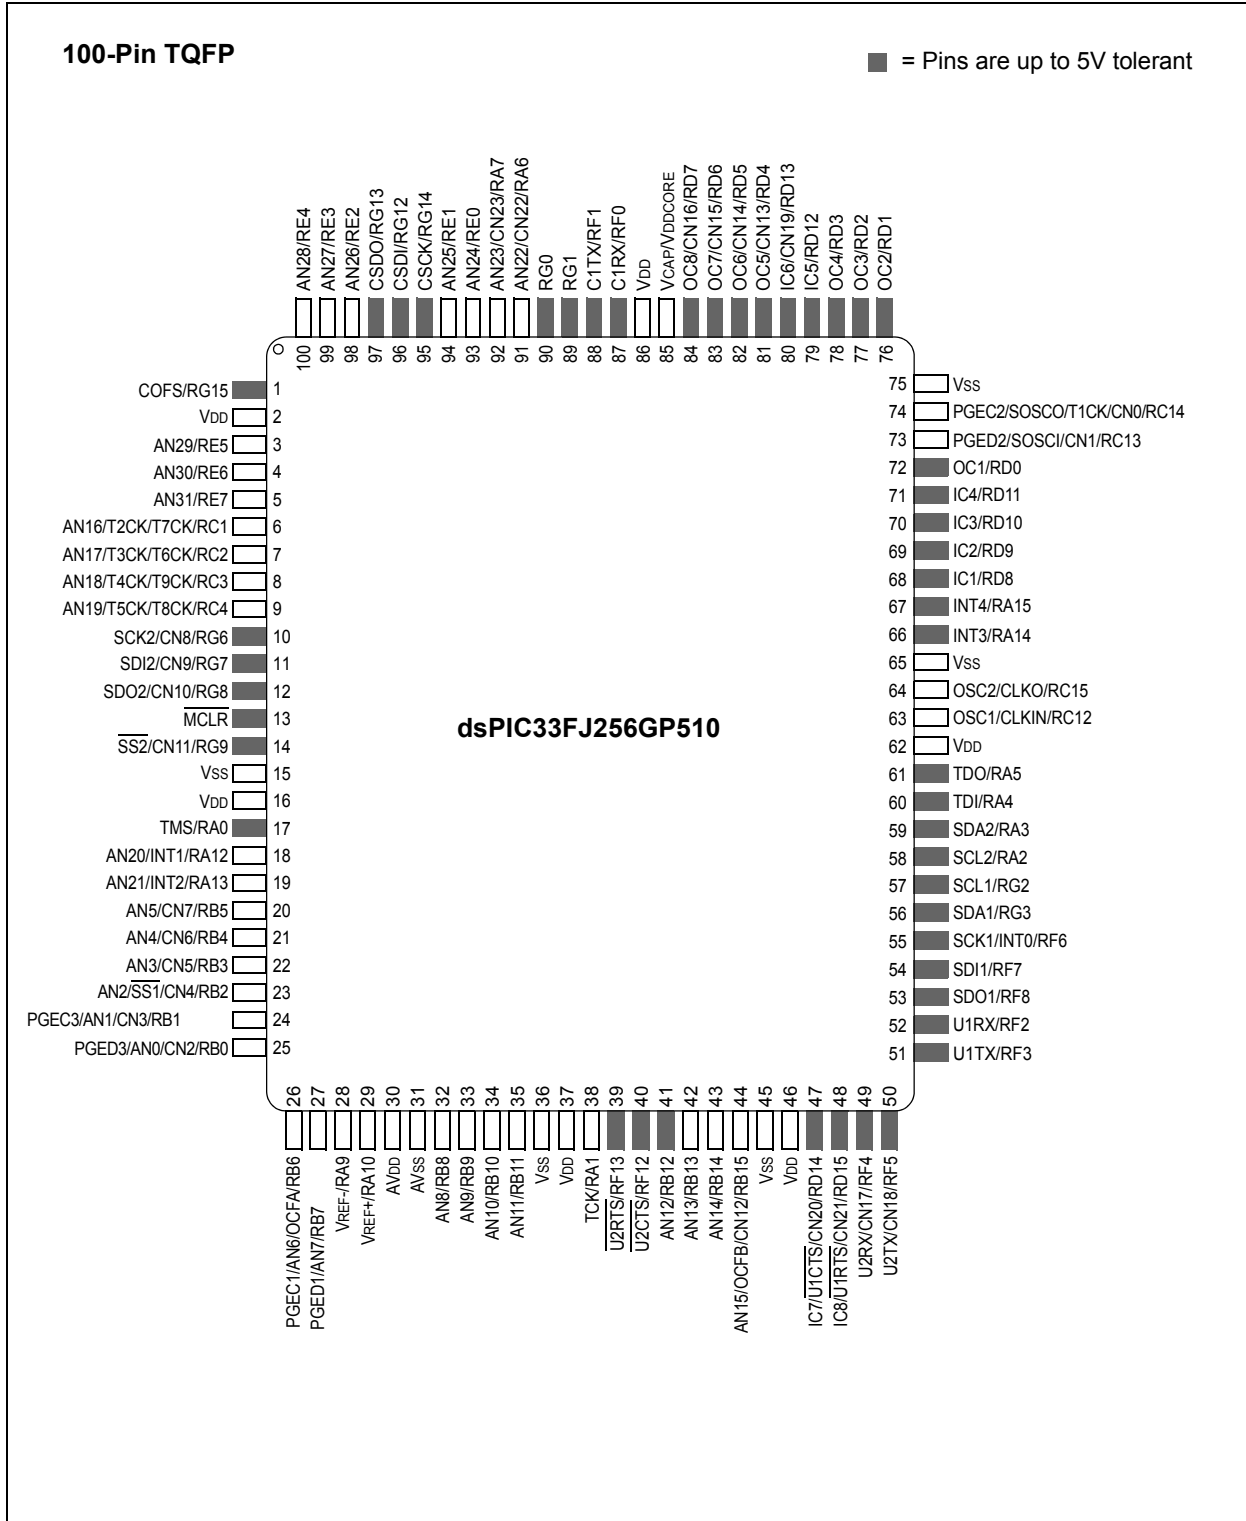 100-Pin TQFP
= Pins are up to 5V tolerant
AN28/RE4
AN27/RE3
AN26/RE2
CSDO/RG13
CSDI/RG12
CSCK/RG14
AN25/RE1
AN24/RE0
AN23/CN23/RA7
AN22/CN22/RA6
RG0
RG1
C1TX/RF1
C1RX/RF0
VDD
VCAP/VDDCORE
OC8/CN16/RD7
OC7/CN15/RD6
OC6/CN14/RD5
OC5/CN13/RD4
IC6/CN19/RD13
IC5/RD12
OC4/RD3
OC3/RD2
OC2/RD1
100
99
98
97
96
95
94
93
92
91
90
89
88
87
86
85
84
83
82
81
80
79
78
77
76
COFS/RG15 1
VDD 2
AN29/RE5 3
AN30/RE6 4
AN31/RE7 5
AN16/T2CK/T7CK/RC1 6
AN17/T3CK/T6CK/RC2 7
AN18/T4CK/T9CK/RC3 8
AN19/T5CK/T8CK/RC4 9
SCK2/CN8/RG6 10
SDI2/CN9/RG7 11
SDO2/CN10/RG8 12
MCLR 13
SS2/CN11/RG9 14
VSS 15
VDD 16
TMS/RA0 17
AN20/INT1/RA12 18
AN21/INT2/RA13 19
AN5/CN7/RB5 20
AN4/CN6/RB4 21
AN3/CN5/RB3 22
AN2/SS1/CN4/RB2 23
PGEC3/AN1/CN3/RB1 24
PGED3/AN0/CN2/RB0 25
dsPIC33FJ256GP510
75 VSS
74 PGEC2/SOSCO/T1CK/CN0/RC14
73 PGED2/SOSCI/CN1/RC13
72 OC1/RD0
71 IC4/RD11
70 IC3/RD10
69 IC2/RD9
68 IC1/RD8
67 INT4/RA15
66 INT3/RA14
65 VSS
64 OSC2/CLKO/RC15
63 OSC1/CLKIN/RC12
62 VDD
61 TDO/RA5
60 TDI/RA4
59 SDA2/RA3
58 SCL2/RA2
57 SCL1/RG2
56 SDA1/RG3
55 SCK1/INT0/RF6
54 SDI1/RF7
53 SDO1/RF8
52 U1RX/RF2
51 U1TX/RF3
26
27
28
29
30
31
32
33
34
35
36
37
38
39
40
41
42
43
44
45
46
47
48
49
50
PGEC1/AN6/OCFA/RB6
PGED1/AN7/RB7
VREF-/RA9
VREF+/RA10
AVDD
AVSS
AN8/RB8
AN9/RB9
AN10/RB10
AN11/RB11
VSS
VDD
TCK/RA1
U2RTS/RF13
U2CTS/RF12
AN12/RB12
AN13/RB13
AN14/RB14
AN15/OCFB/CN12/RB15
VSS
VDD
IC7/U1CTS/CN20/RD14
IC8/U1RTS/CN21/RD15
U2RX/CN17/RF4
U2TX/CN18/RF5